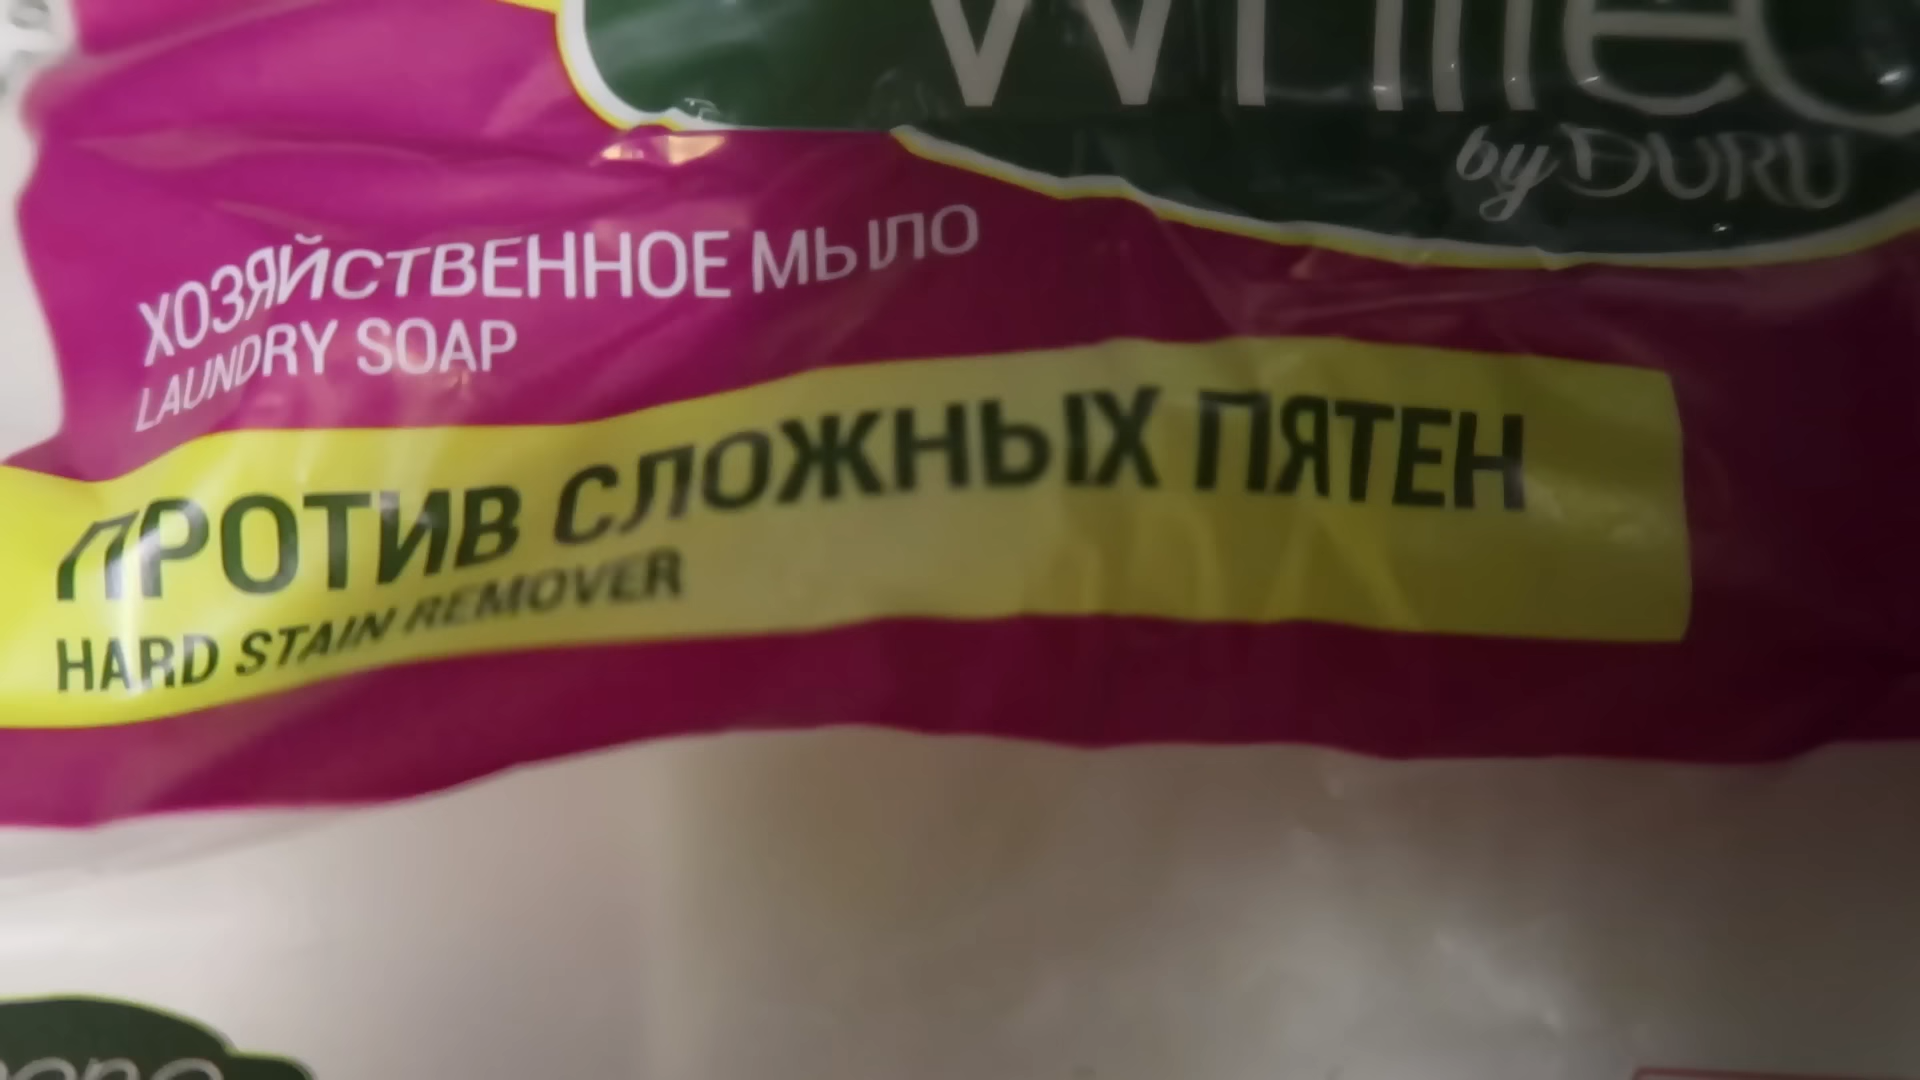 by DURU
ХОЗЯЙСТВЕННОЕ МЫЛО
LAUNDRY SOAP
ПРОТИВ СЛОЖНЫХ ПЯТЕН
HARD STAIN REMOVER